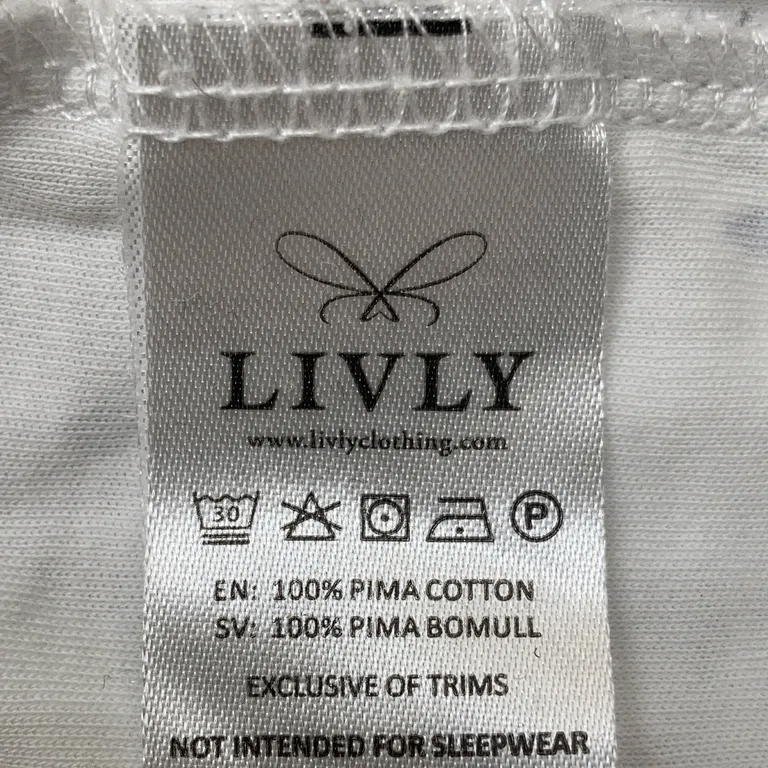 LIVLY
www.livlyclothing.com
30 P
EN: 100% PIMA COTTON
SV: 100% PIMA BOMULL
EXCLUSIVE OF TRIMS
NOT INTENDED FOR SLEEPWEAR